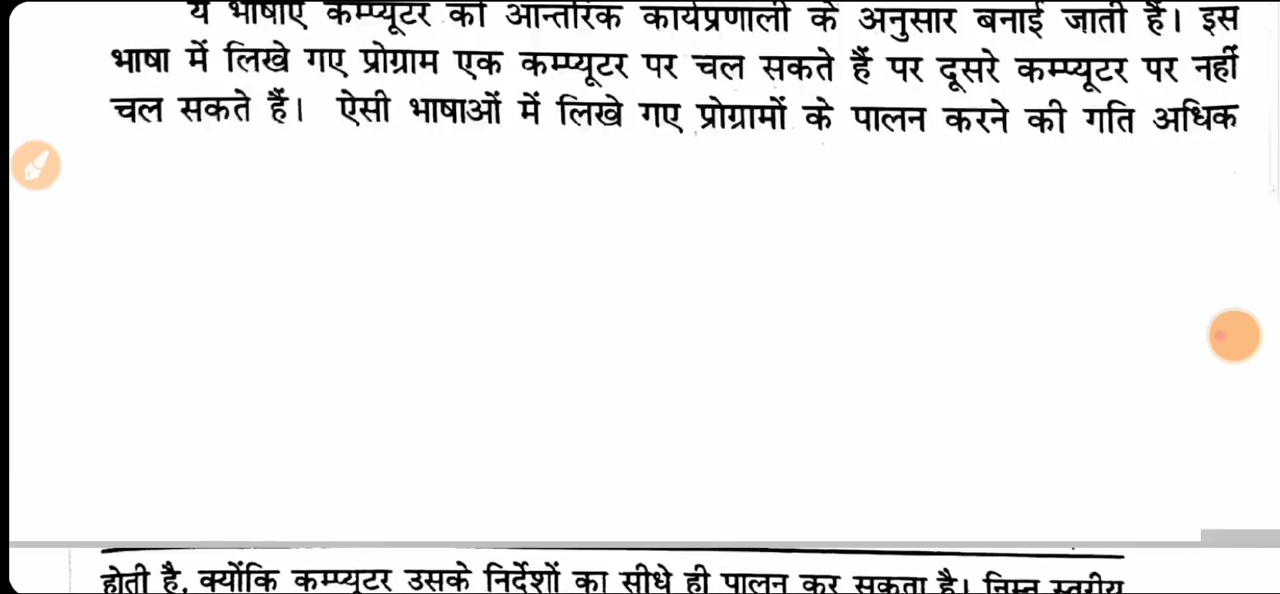 ये भाषाएँ कम्प्यूटर की आन्तरिक कार्यप्रणाली के अनुसार बनाई जाती हैं। इस
भाषा में लिखे गए प्रोग्राम एक कम्प्यूटर पर चल सकते हैं पर दूसरे कम्प्यूटर पर नहीं
चल सकते हैं। ऐसी भाषाओं में लिखे गए प्रोग्रामों के पालन करने की गति अधिक
होती है, क्योंकि कम्प्यूटर उसके निर्देशों का सीधे ही पालन कर सकता है। निम्न स्तरीय